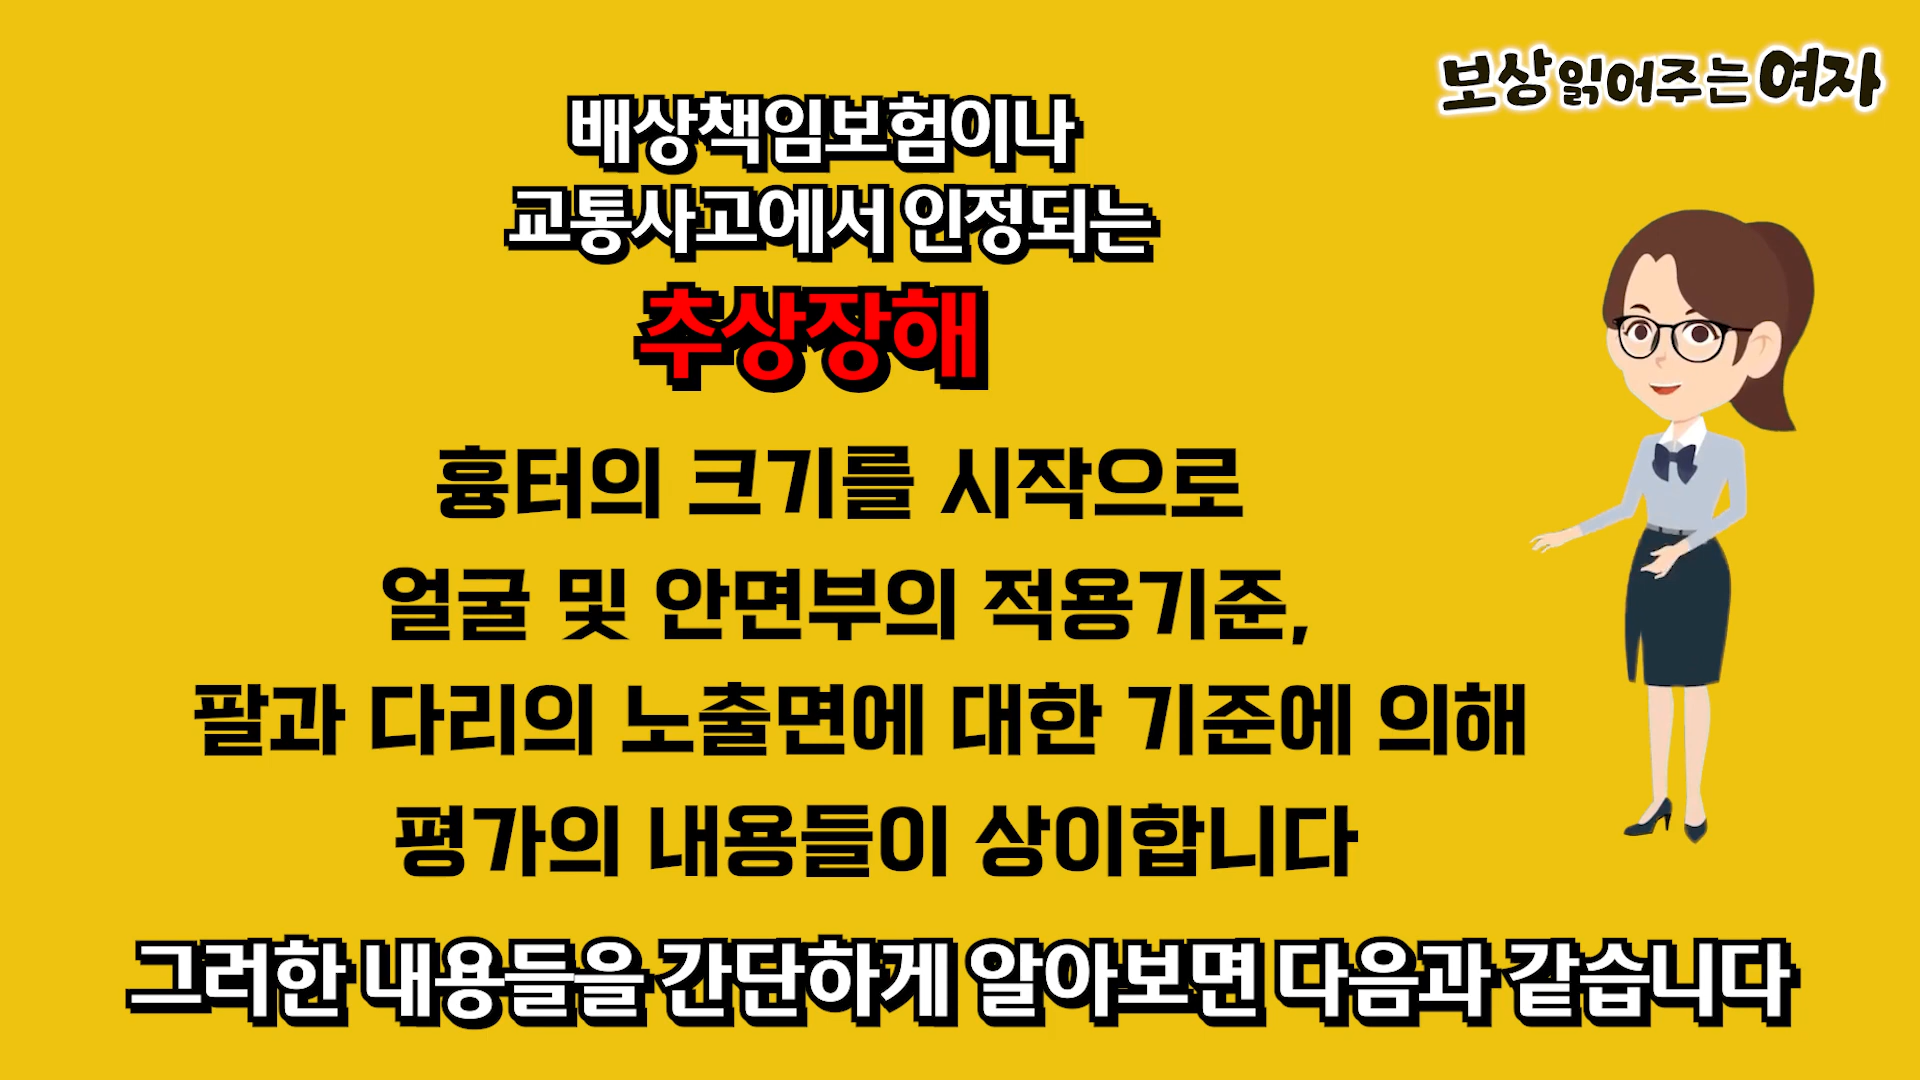 보상 읽어주는 여자
배상책임보험이나
교통사고에서 인정되는
추상장해
흉터의 크기를 시작으로
얼굴 및 안면부의 적용기준,
팔과 다리의 노출면에 대한 기준에 의해
평가의 내용들이 상이합니다
그러한 내용들을 간단하게 알아보면 다음과 같습니다